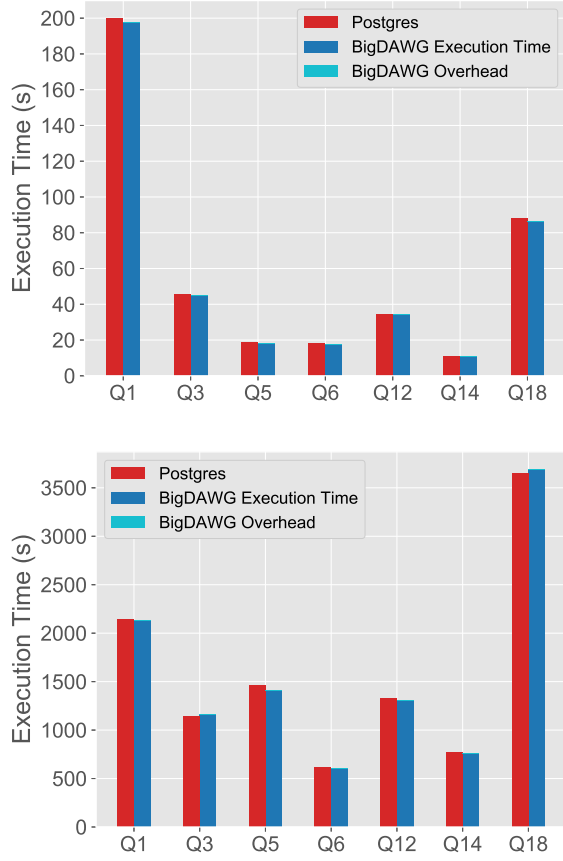 Execution Time (s)
200
180
160
140
120
100
80
60
40
20
0
Postgres
BigDAWG Execution Time
BigDAWG Overhead
Q1 Q3 Q5 Q6 Q12 Q14 Q18
Execution Time (s)
3500
3000
2500
2000
1500
1000
500
0
Postgres
BigDAWG Execution Time
BigDAWG Overhead
Q1 Q3 Q5 Q6 Q12 Q14 Q18